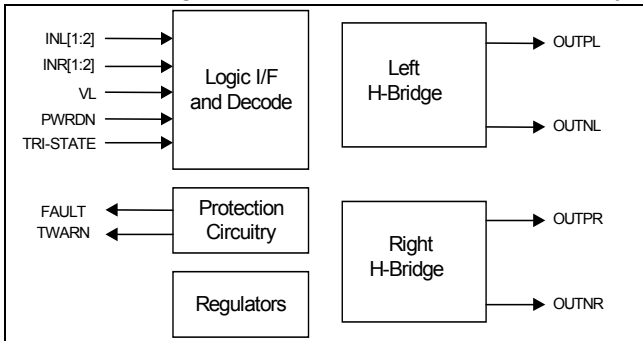 INL[1:2]
INR[1:2]
VL
PWRDN
TRI-STATE
Logic I/F
and Decode
Left
H-Bridge
OUTPL
OUTNL
FAULT
TWARN
Protection
Circuitry
Regulators
Right
H-Bridge
OUTPR
OUTNR